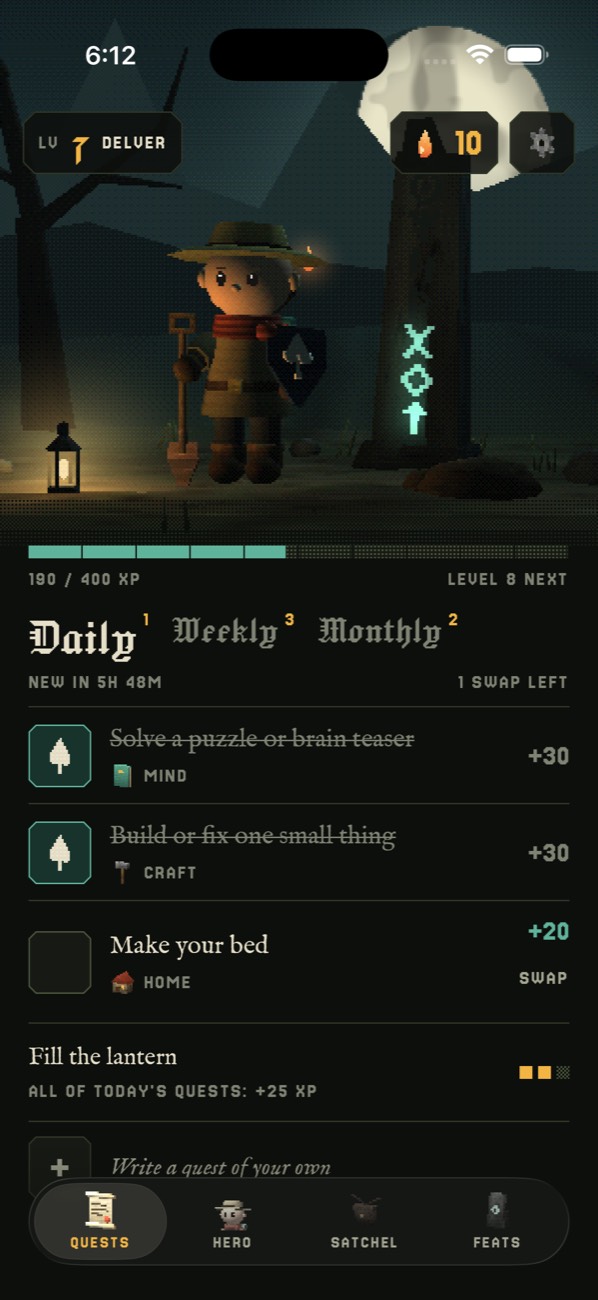 6:12
LV 7 DELVER
10
190 / 400 XP
LEVEL 8 NEXT
Daily 1 Weekly 3 Monthly 2
NEW IN 5H 48M
1 SWAP LEFT
Solve a puzzle or brain teaser
MIND
+30
Build or fix one small thing
CRAFT
+30
Make your bed
HOME
+20
SWAP
Fill the lantern
ALL OF TODAY'S QUESTS: +25 XP
Write a quest of your own
QUESTS
HERO
SATCHEL
FEATS